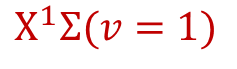 X¹Σ(v = 1)